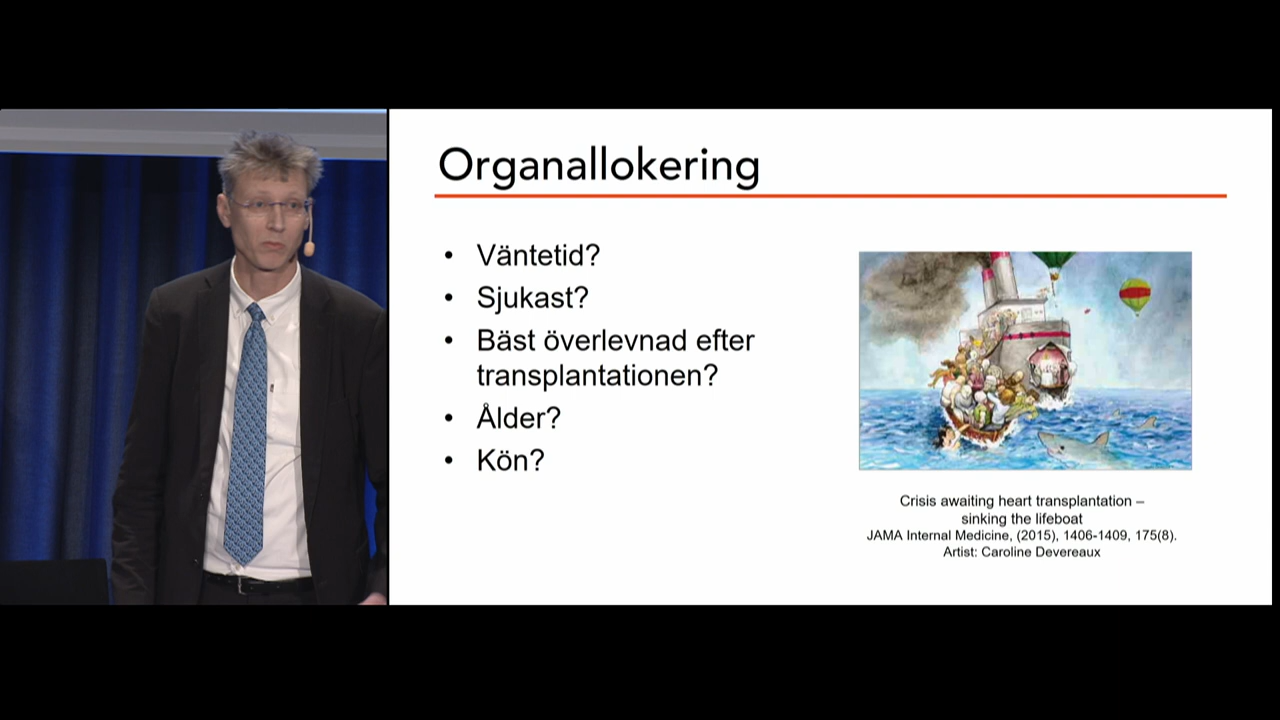 Organallokering
• Väntetid?
• Sjukast?
• Bäst överlevnad efter
transplantationen?
• Ålder?
• Kön?
Crisis awaiting heart transplantation –
sinking the lifeboat
JAMA Internal Medicine, (2015), 1406-1409, 175(8).
Artist: Caroline Devereaux